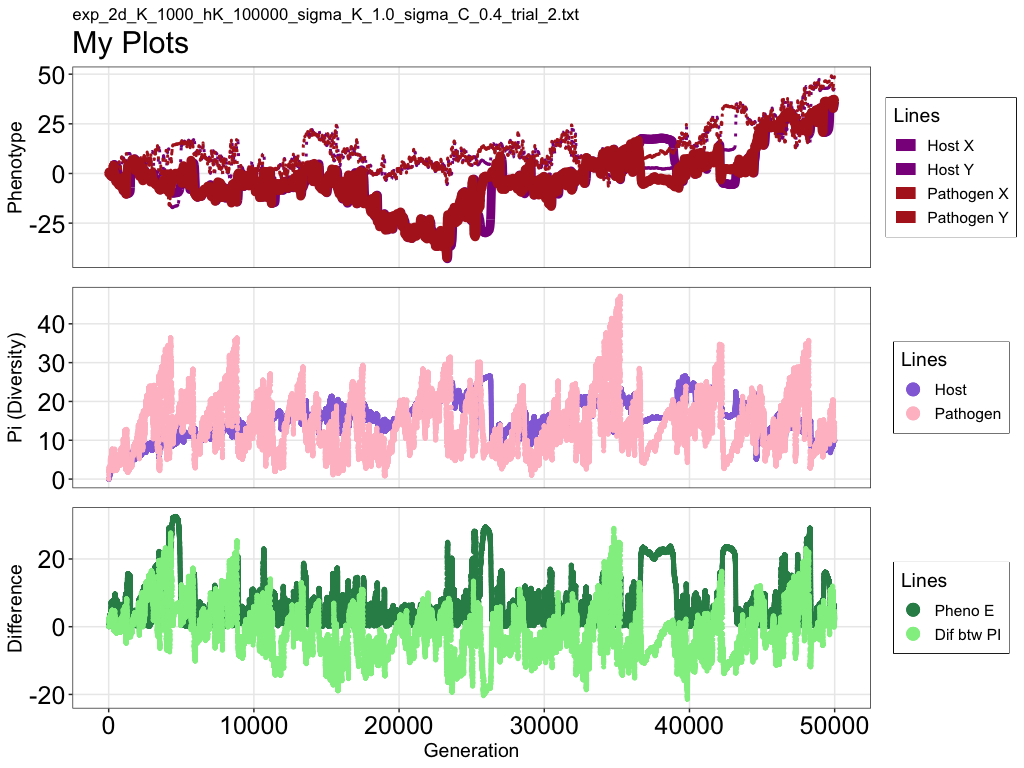 exp_2d_K_1000_hK_100000_sigma_K_1.0_sigma_C_0.4_trial_2.txt
My Plots
Phenotype
50
25
0
-25
Lines
Host X
Host Y
Pathogen X
Pathogen Y
Pi (Diversity)
40
30
20
10
0
Lines
Host
Pathogen
Difference
20
0
-20
Lines
Pheno E
Dif btw PI
0 10000 20000 30000 40000 50000
Generation